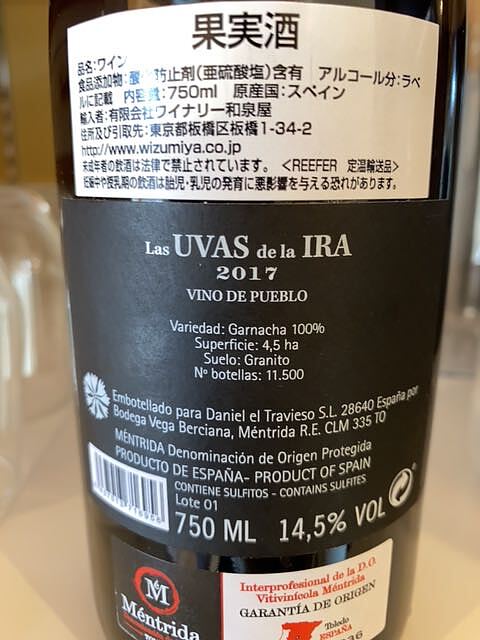 果実酒
品名:ワイン
食品添加物:酸化防止剤(亜硫酸塩)含有 アルコール分:ラベ
ルに記載 内容量:750ml 原産国:スペイン
輸入者:有限会社ワイナリー和泉屋
住所及び引取先:東京都板橋区板橋1-34-2
http://www.wizumiya.co.jp
未成年者の飲酒は法律で禁止されています。 <REEFER 定温輸送品>
妊娠中や授乳期の飲酒は胎児・乳児の発育に悪影響を与える恐れがあります。
Las UVAS de la IRA
2017
VINO DE PUEBLO
Variedad: Garnacha 100%
Superficie: 4,5 ha
Suelo: Granito
Nº botellas: 11.500
Embotellado para Daniel el Travieso S.L. 28640 España por
Bodega Vega Berciana, Méntrida R.E. CLM 335 TO
MÉNTRIDA Denominación de Origen Protegida
PRODUCTO DE ESPAÑA- PRODUCT OF SPAIN
CONTIENE SULFITOS - CONTAINS SULFITES
Lote 01
750 ML 14,5% VOL
M
Méntrida
Interprofesional de la D.O.
Vitivinícola Méntrida
GARANTÍA DE ORIGEN
Toledo
ESPAÑA